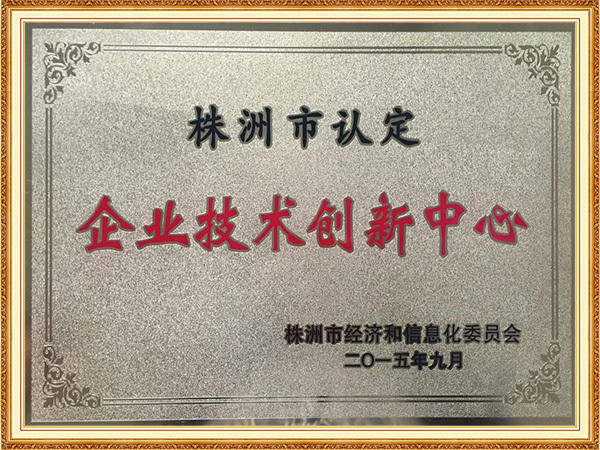 株洲市认定
企业技术创新中心
株洲市经济和信息化委员会
二〇一五年九月